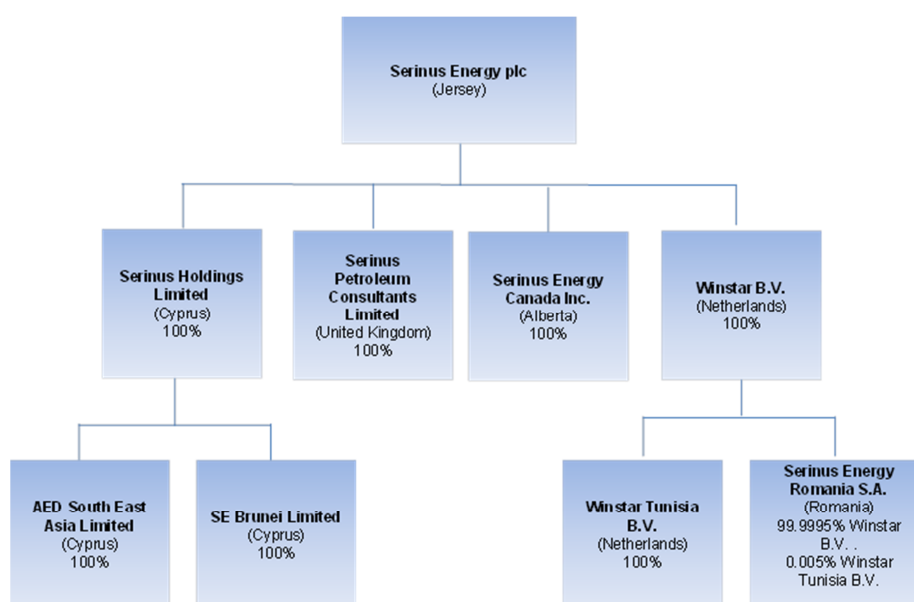 Serinus Energy plc
(Jersey)
Serinus Holdings
Limited
(Cyprus)
100%
Serinus
Petroleum
Consultants
Limited
(United Kingdom)
100%
Serinus Energy
Canada Inc.
(Alberta)
100%
Winstar B.V.
(Netherlands)
100%
AED South East
Asia Limited
(Cyprus)
100%
SE Brunei Limited
(Cyprus)
100%
Winstar Tunisia
B.V.
(Netherlands)
100%
Serinus Energy
Romania S.A.
(Romania)
99.9995% Winstar
B.V. .
0.005% Winstar
Tunisia B.V.